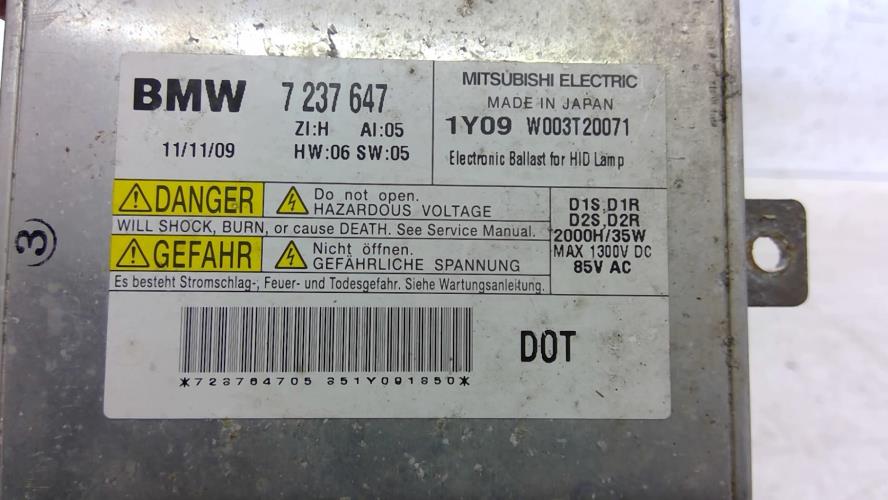 BMW 7 237 647
ZI:H AI:05
11/11/09 HW:06 SW:05
MITSUBISHI ELECTRIC
MADE IN JAPAN
1Y09 W003T20071
Electronic Ballast for HID Lamp
DANGER Do not open.
HAZARDOUS VOLTAGE
WILL SHOCK, BURN, or cause DEATH. See Service Manual.
GEFAHR Nicht öffnen.
GEFÄHRLICHE SPANNUNG
Es besteht Stromschlag-, Feuer- und Todesgefahr. Siehe Wartungsanleitung.
D1S,D1R
D2S,D2R
2000H/35W
MAX 1300V DC
85V AC
*723764705 351Y091850*
DOT
3